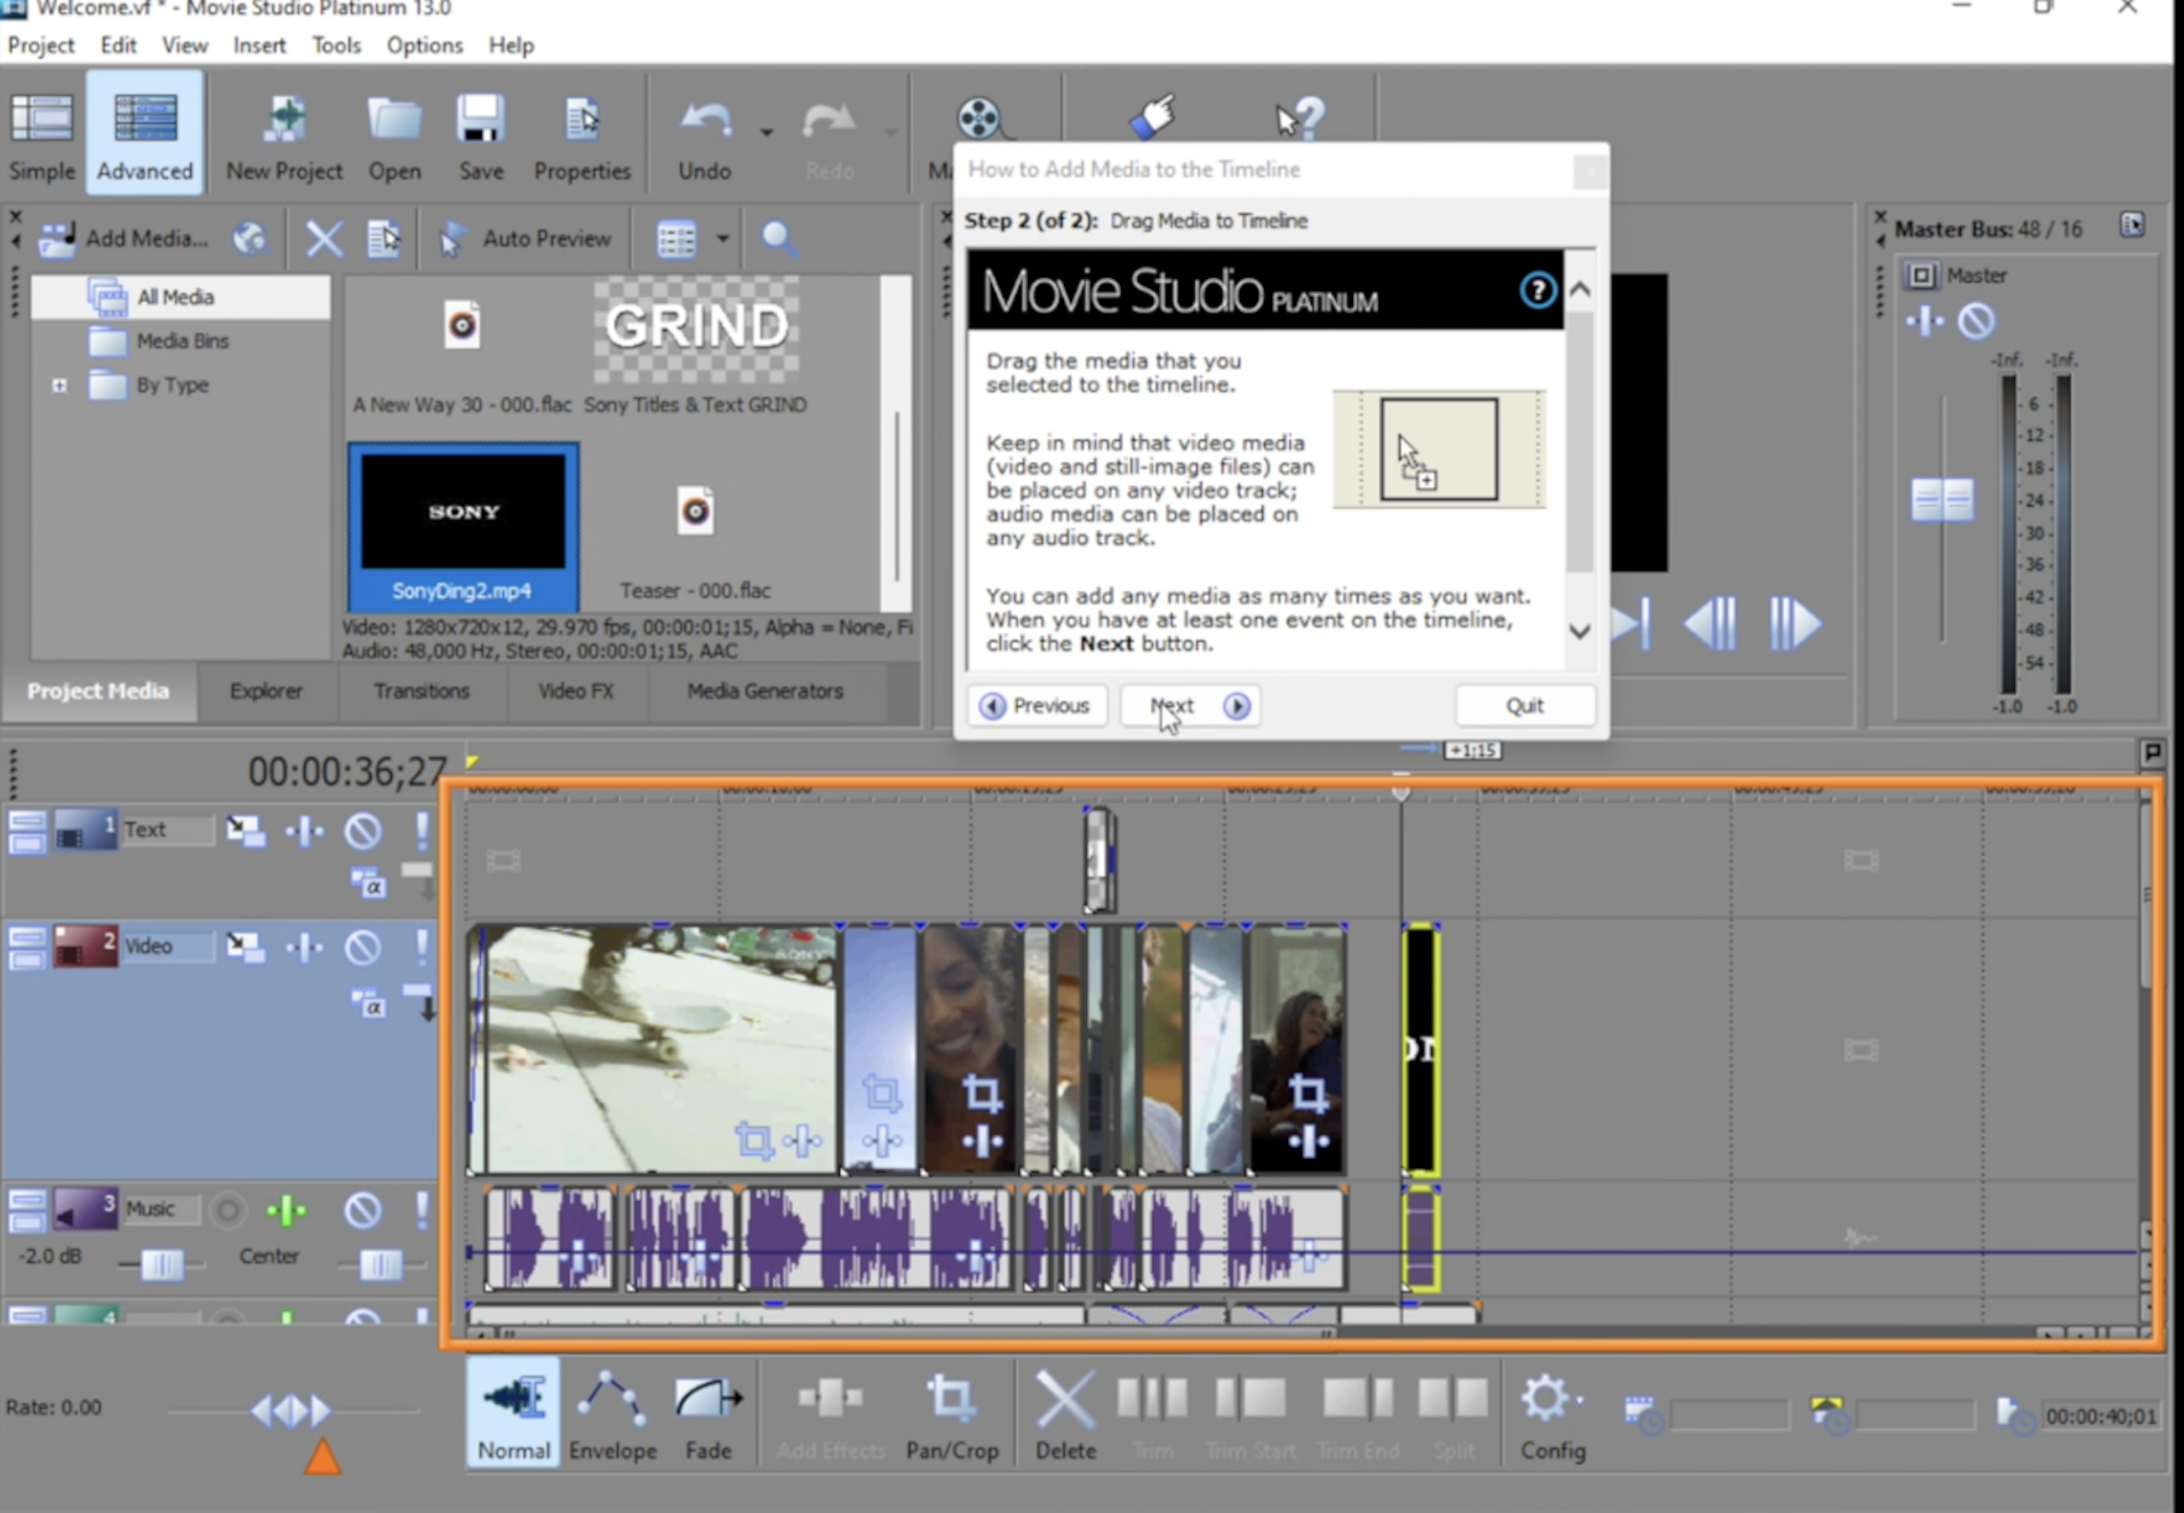 Welcome.vf * - Movie Studio Platinum 13.0
Project Edit View Insert Tools Options Help
Simple Advanced New Project Open Save Properties Undo Redo
How to Add Media to the Timeline
Step 2 (of 2): Drag Media to Timeline
Movie Studio PLATINUM ?
Drag the media that you
selected to the timeline.
Keep in mind that video media
(video and still-image files) can
be placed on any video track;
audio media can be placed on
any audio track.
You can add any media as many times as you want.
When you have at least one event on the timeline,
click the Next button.
Previous Next Quit
Add Media... Auto Preview
All Media
Media Bins
By Type
GRIND
A New Way 30 - 000.flac Sony Titles & Text GRIND
SONY
SonyDing2.mp4 Teaser - 000.flac
Video: 1280x720x12, 29.970 fps, 00:00:01;15, Alpha = None, Fi
Audio: 48,000 Hz, Stereo, 00:00:01;15, AAC
Project Media Explorer Transitions Video FX Media Generators
Master Bus: 48 / 16
Master
-Inf. -Inf.
6
12
18
24
30
36
42
48
54
-1.0 -1.0
00:00:36;27
+1;15
1 Text
2 Video
3 Music
-2.0 dB Center
4
Rate: 0.00
Normal Envelope Fade Add Effects Pan/Crop Delete Trim Trim Start Trim End Split Config
00:00:40;01